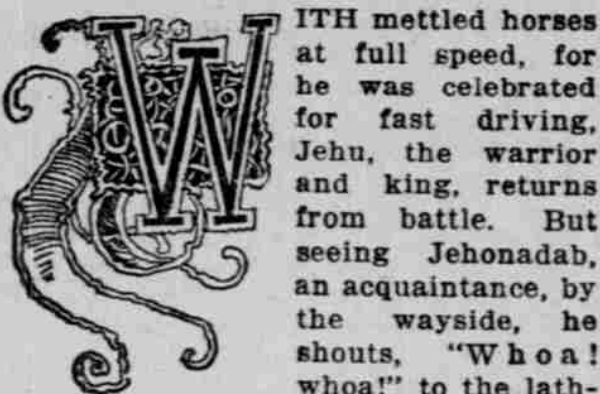 WITH mettled horses
at full speed, for
he was celebrated
for fast driving,
Jehu, the warrior
and king, returns
from battle. But
seeing Jehonadab,
an acquaintance, by
the wayside, he
shouts, "Whoa!
whoa!" to the lath-